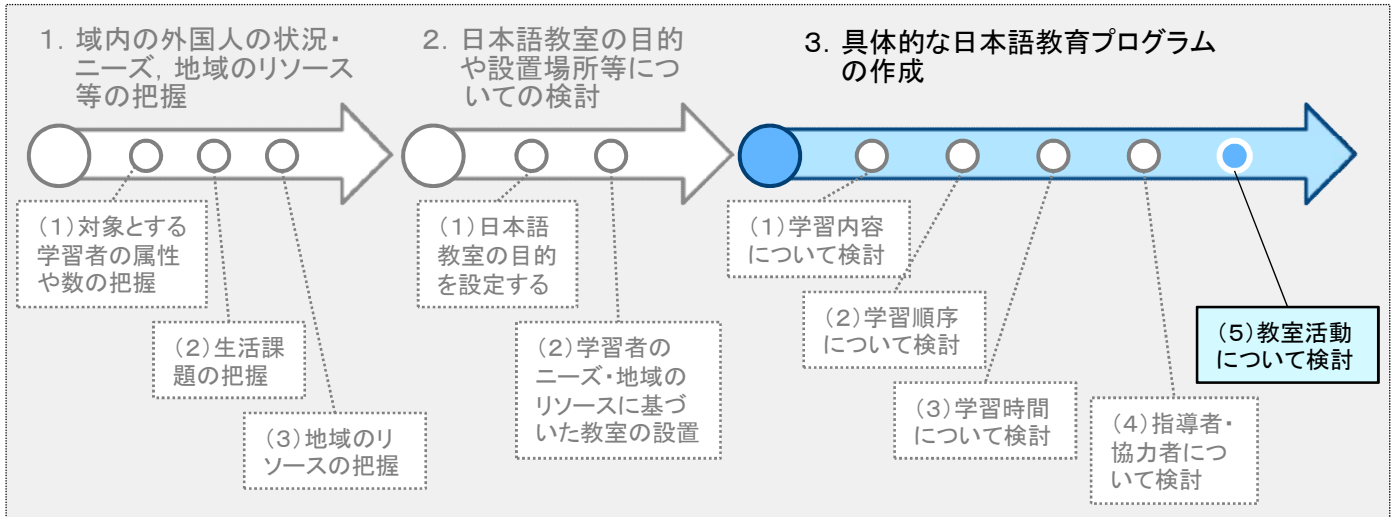 1．域内の外国人の状況・
ニーズ，地域のリソース
等の把握
2．日本語教室の目的
や設置場所等につ
いての検討
3．具体的な日本語教育プログラム
の作成
（1）対象とする
学習者の属性
や数の把握
（2）生活課
題の把握
（3）地域のリ
ソースの把握
（1）日本語
教室の目的
を設定する
（2）学習者の
ニーズ・地域の
リソースに基づ
いた教室の設置
（1）学習内容
について検討
（2）学習順序
について検討
（3）学習時間
について検討
（4）指導者・
協力者につ
いて検討
（5）教室活動
について検討